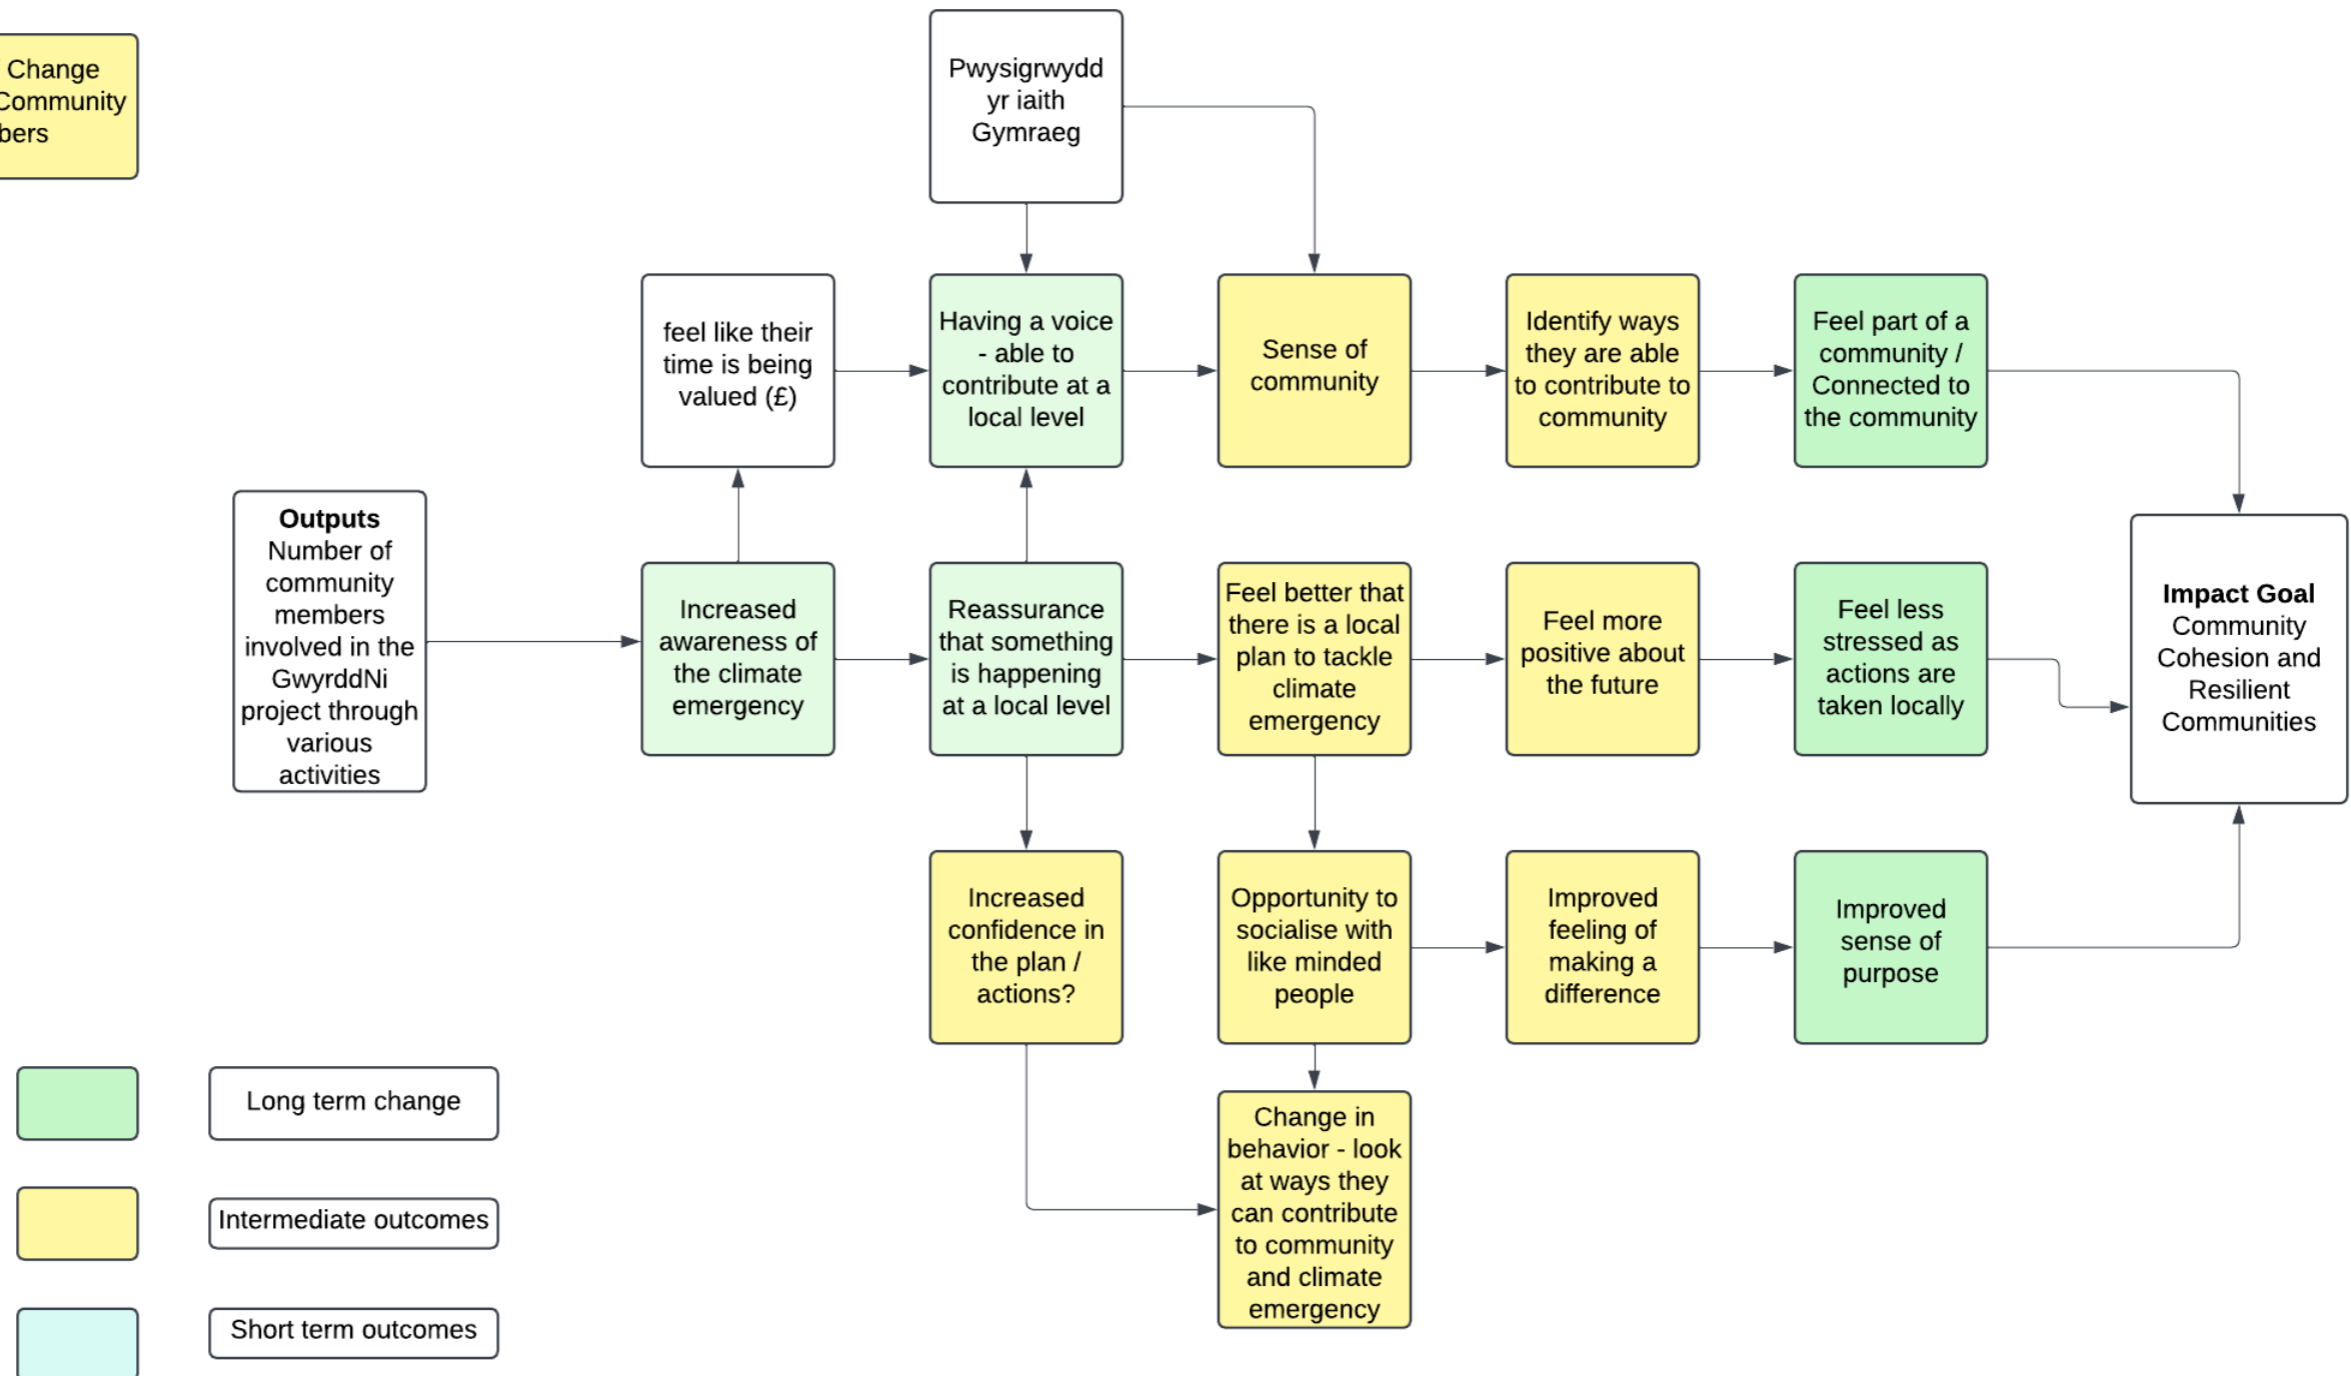 Change
Community
bers
Pwysigrwydd
yr iaith
Gymraeg
feel like their
time is being
valued (£)
Having a voice
- able to
contribute at a
local level
Sense of
community
Identify ways
they are able
to contribute to
community
Feel part of a
community /
Connected to
the community
Outputs
Number of
community
members
involved in the
GwyrddNi
project through
various
activities
Increased
awareness of
the climate
emergency
Reassurance
that something
is happening
at a local level
Feel better that
there is a local
plan to tackle
climate
emergency
Feel more
positive about
the future
Feel less
stressed as
actions are
taken locally
Impact Goal
Community
Cohesion and
Resilient
Communities
Increased
confidence in
the plan /
actions?
Opportunity to
socialise with
like minded
people
Improved
feeling of
making a
difference
Improved
sense of
purpose
Change in
behavior - look
at ways they
can contribute
to community
and climate
emergency
Long term change
Intermediate outcomes
Short term outcomes